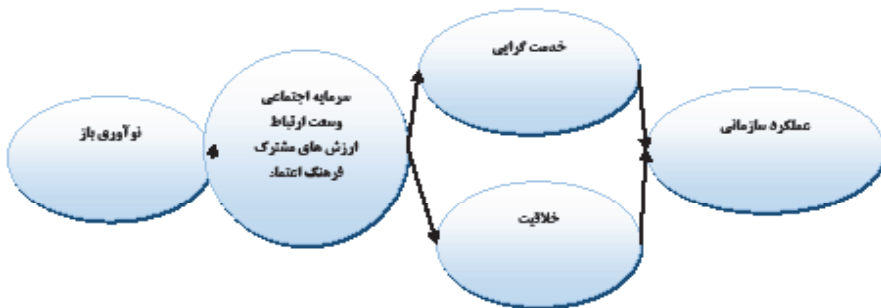 خدمت گرایی
سرمایه اجتماعی
وسعت ارتباط
ارزش های مشترک
فرهنگ اعتماد
نوآوری باز
عملکرد سازمانی
خلاقیت